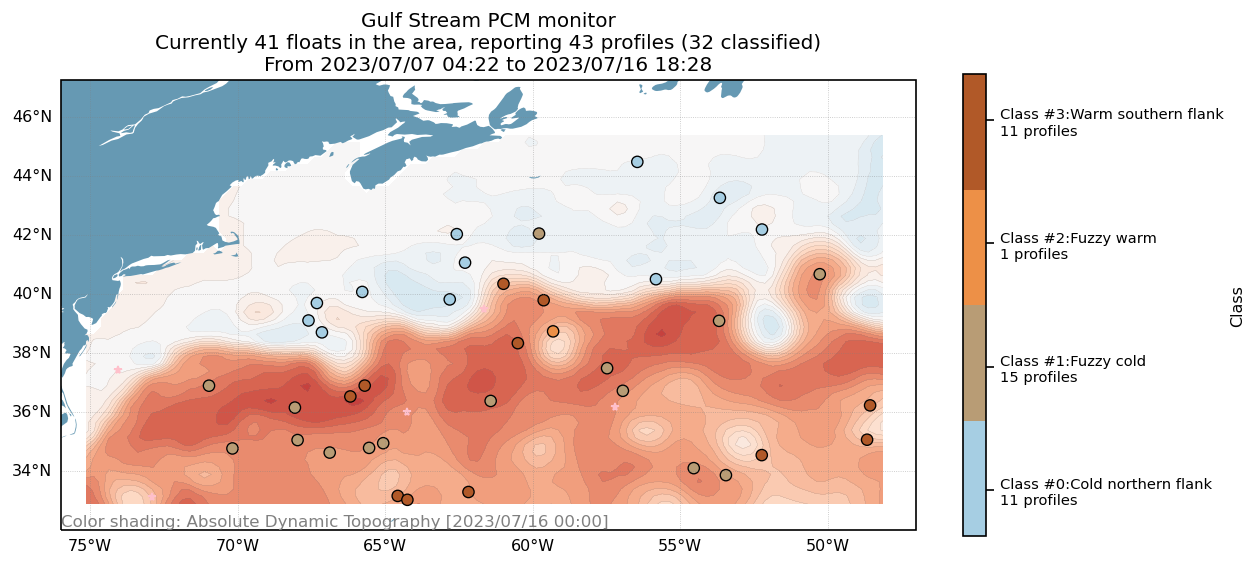 Gulf Stream PCM monitor
Currently 41 floats in the area, reporting 43 profiles (32 classified)
From 2023/07/07 04:22 to 2023/07/16 18:28
46°N
44°N
42°N
40°N
38°N
36°N
34°N
Color shading: Absolute Dynamic Topography [2023/07/16 00:00]
75°W
70°W
65°W
60°W
55°W
50°W
Class #3:Warm southern flank
11 profiles
Class #2:Fuzzy warm
1 profiles
Class #1:Fuzzy cold
15 profiles
Class #0:Cold northern flank
11 profiles
Class